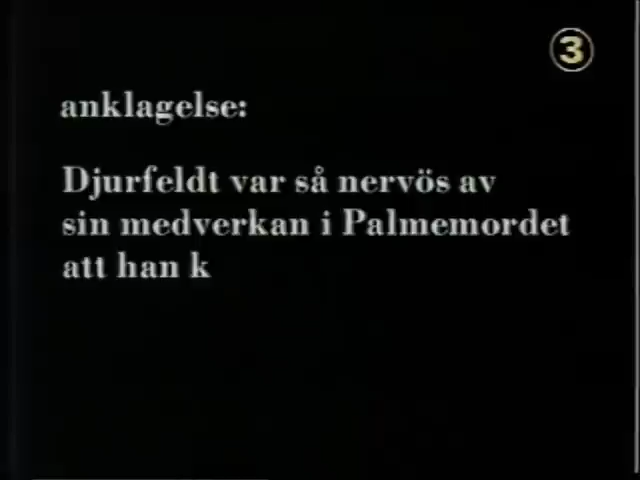 3
anklagelse:
Djurfeldt var så nervös av
sin medverkan i Palmemordet
att han k